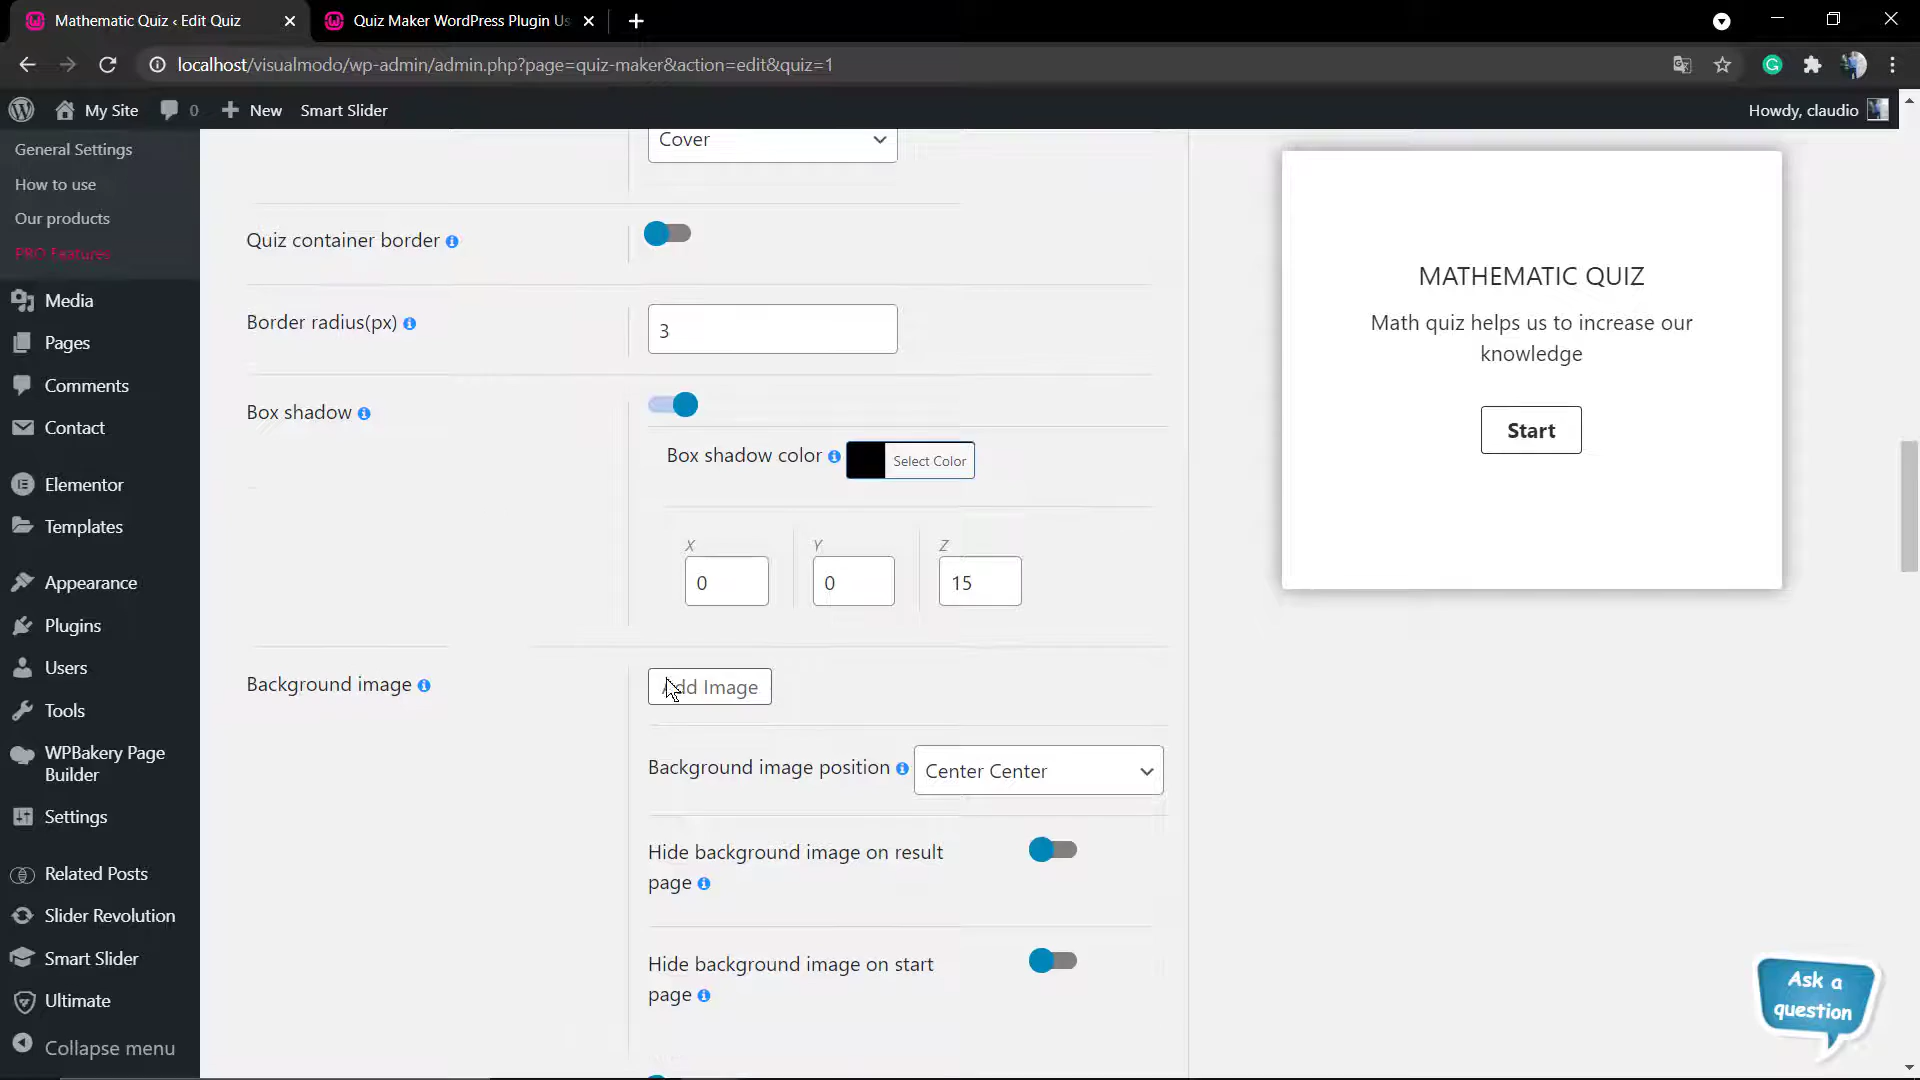 Mathematic Quiz ‹ Edit Quiz
Quiz Maker WordPress Plugin Us
localhost/visualmodo/wp-admin/admin.php?page=quiz-maker&action=edit&quiz=1
My Site
0
New
Smart Slider
Howdy, claudio
General Settings
How to use
Our products
PRO Features
Media
Pages
Comments
Contact
Elementor
Templates
Appearance
Plugins
Users
Tools
WPBakery Page
Builder
Settings
Related Posts
Slider Revolution
Smart Slider
Ultimate
Collapse menu
Cover
Quiz container border
Border radius(px)
3
Box shadow
Box shadow color
Select Color
X
Y
Z
0
0
15
Background image
Add Image
Background image position
Center Center
Hide background image on result
page
Hide background image on start
page
MATHEMATIC QUIZ
Math quiz helps us to increase our
knowledge
Start
Ask a
question